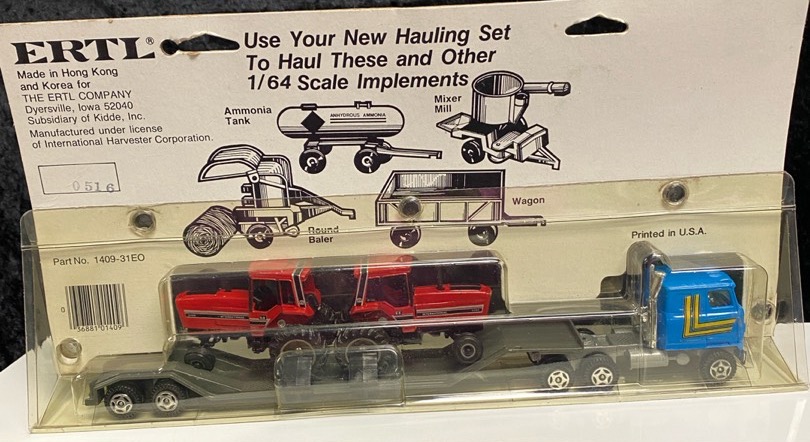 ERTL®
Made in Hong Kong
and Korea for
THE ERTL COMPANY
Dyersville, Iowa 52040
Subsidiary of Kidde, Inc.
Manufactured under license
of International Harvester Corporation.
0516
Use Your New Hauling Set
To Haul These and Other
1/64 Scale Implements
Ammonia
Tank
ANHYDROUS AMMONIA
Mixer
Mill
Round
Baler
Wagon
Printed in U.S.A.
Part No. 1409-31EO
0 36881 01409
INTERNATIONAL
INTERNATIONAL